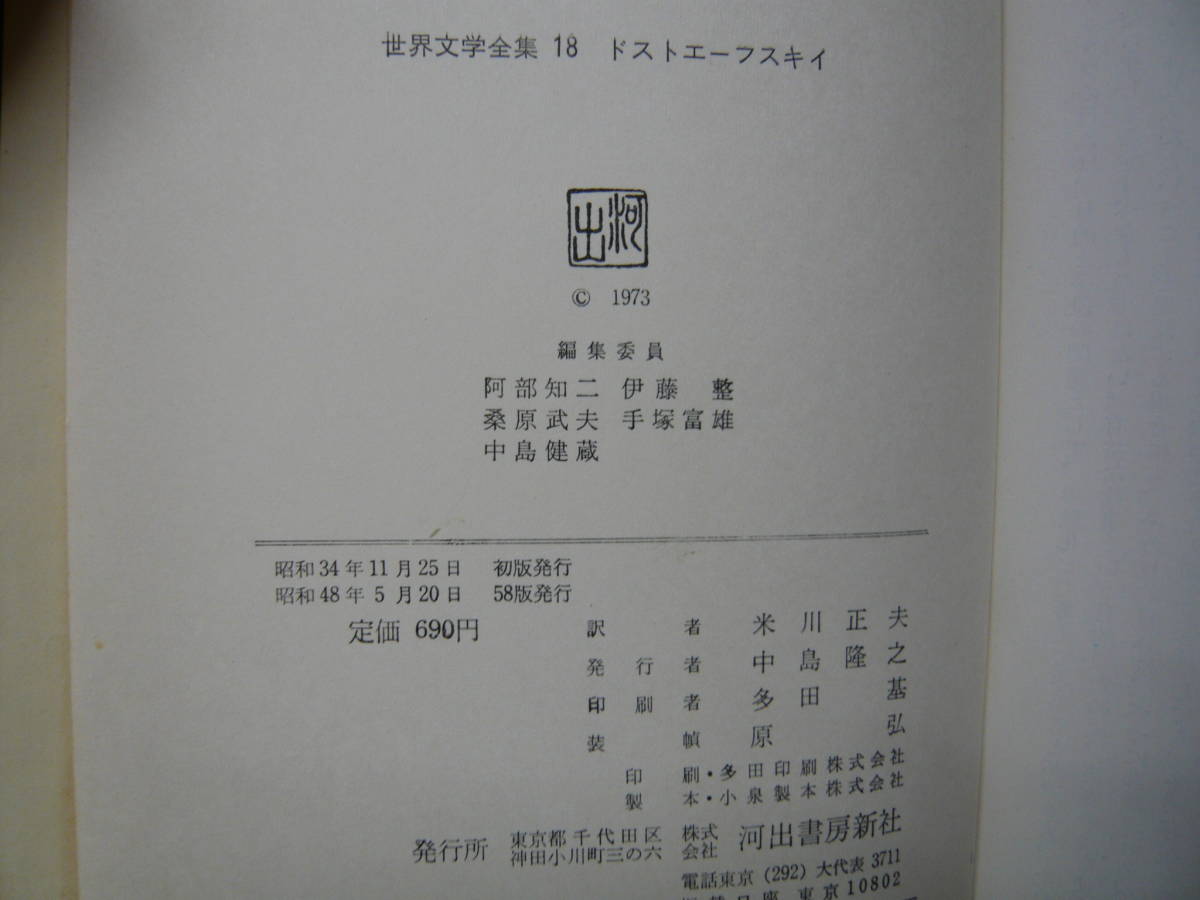 世界文学全集 18 ドストエーフスキイ
河出
© 1973
編集委員
阿部知二 伊藤 整
桑原武夫 手塚富雄
中島健蔵
昭和34年11月25日 初版発行
昭和48年5月20日 58版発行
定価 690円
訳者 米川正夫
発行者 中島隆之
印刷者 多田基
装幀 原弘
印刷・多田印刷株式会社
製本・小泉製本株式会社
発行所 東京都千代田区神田小川町三の六 株式会社 河出書房新社
電話東京 (292) 大代表 3711
東京 10802